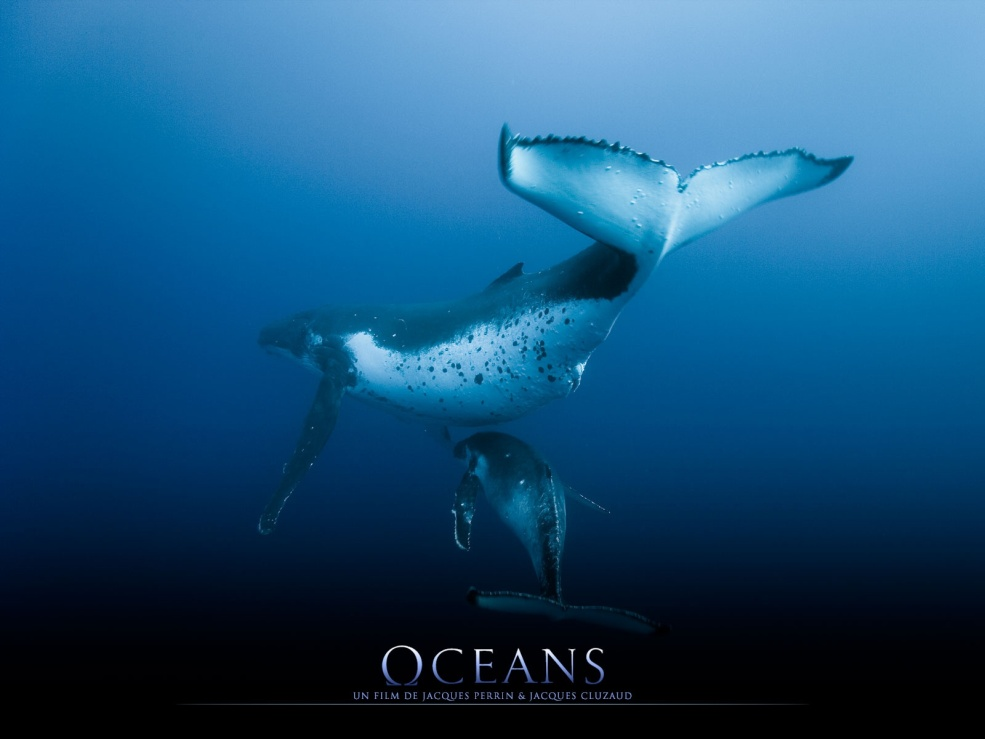 OCEANS
UN FILM DE JACQUES PERRIN & JACQUES CLUZAUD